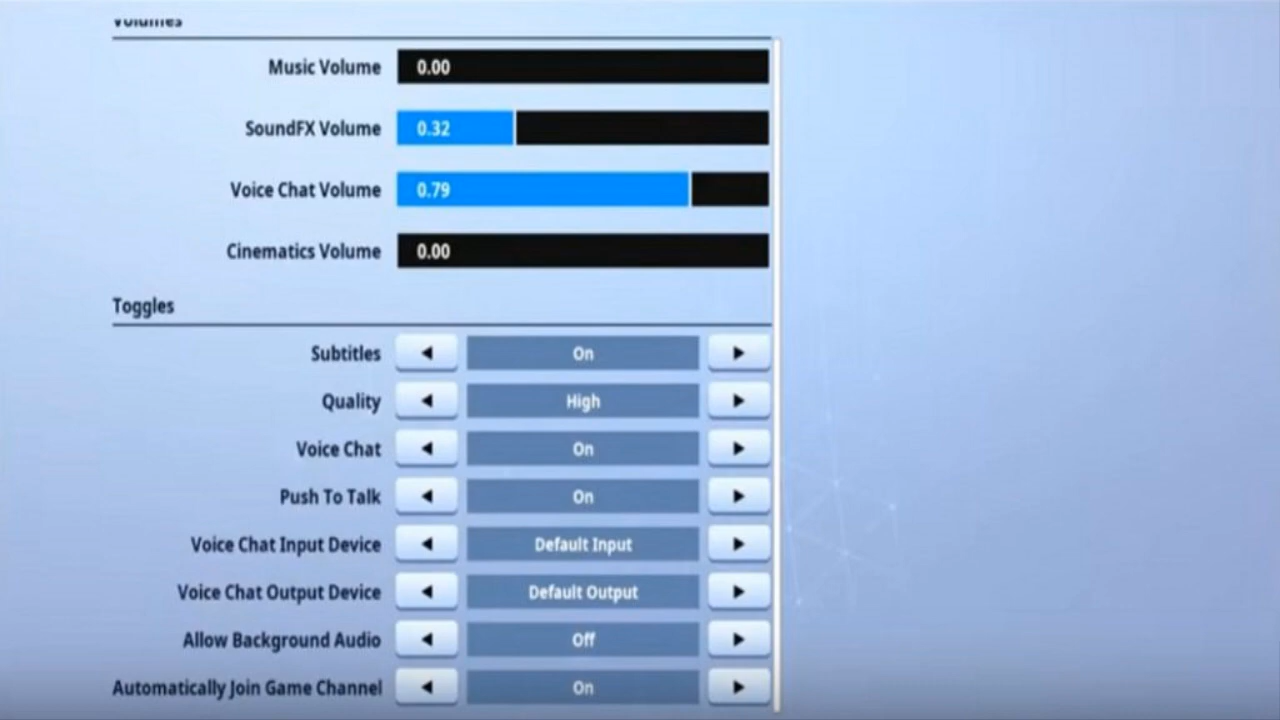 Volumes
Music Volume 0.00
SoundFX Volume 0.32
Voice Chat Volume 0.79
Cinematics Volume 0.00
Toggles
Subtitles On
Quality High
Voice Chat On
Push To Talk On
Voice Chat Input Device Default Input
Voice Chat Output Device Default Output
Allow Background Audio Off
Automatically Join Game Channel On